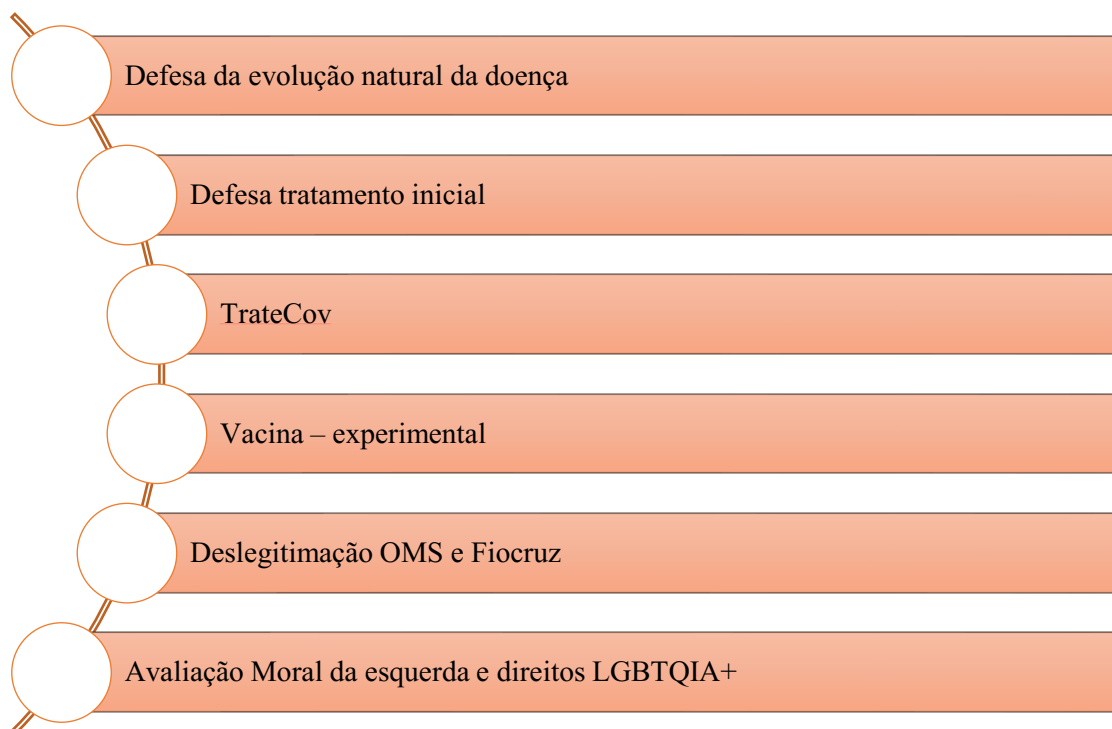 Defesa da evolução natural da doença
Defesa tratamento inicial
TrateCov
Vacina – experimental
Deslegitimação OMS e Fiocruz
Avaliação Moral da esquerda e direitos LGBTQIA+